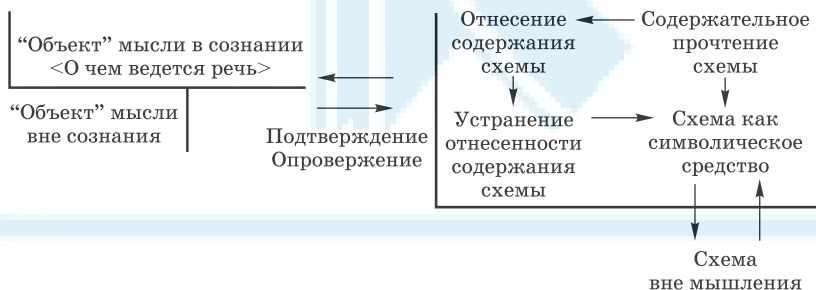 “Объект” мысли в сознании
<О чем ведется речь>
“Объект” мысли
вне сознания
Подтверждение
Опровержение
Отнесение
содержания
схемы
Содержательное
прочтение
схемы
Устранение
отнесенности
содержания
схемы
Схема как
символическое
средство
Схема
вне мышления